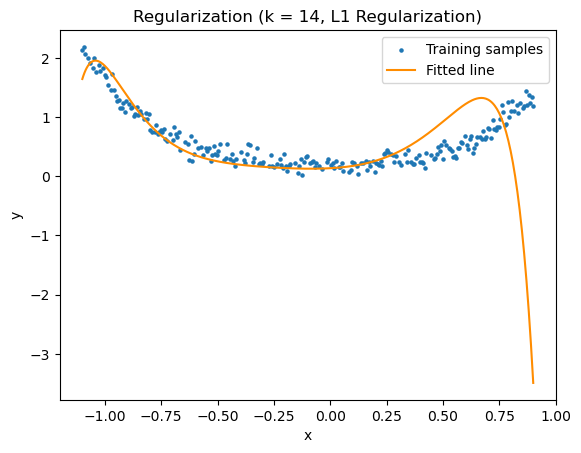 Regularization (k = 14, L1 Regularization)
Training samples
Fitted line
y
2
1
0
−1
−2
−3
−1.00 −0.75 −0.50 −0.25 0.00 0.25 0.50 0.75 1.00
x